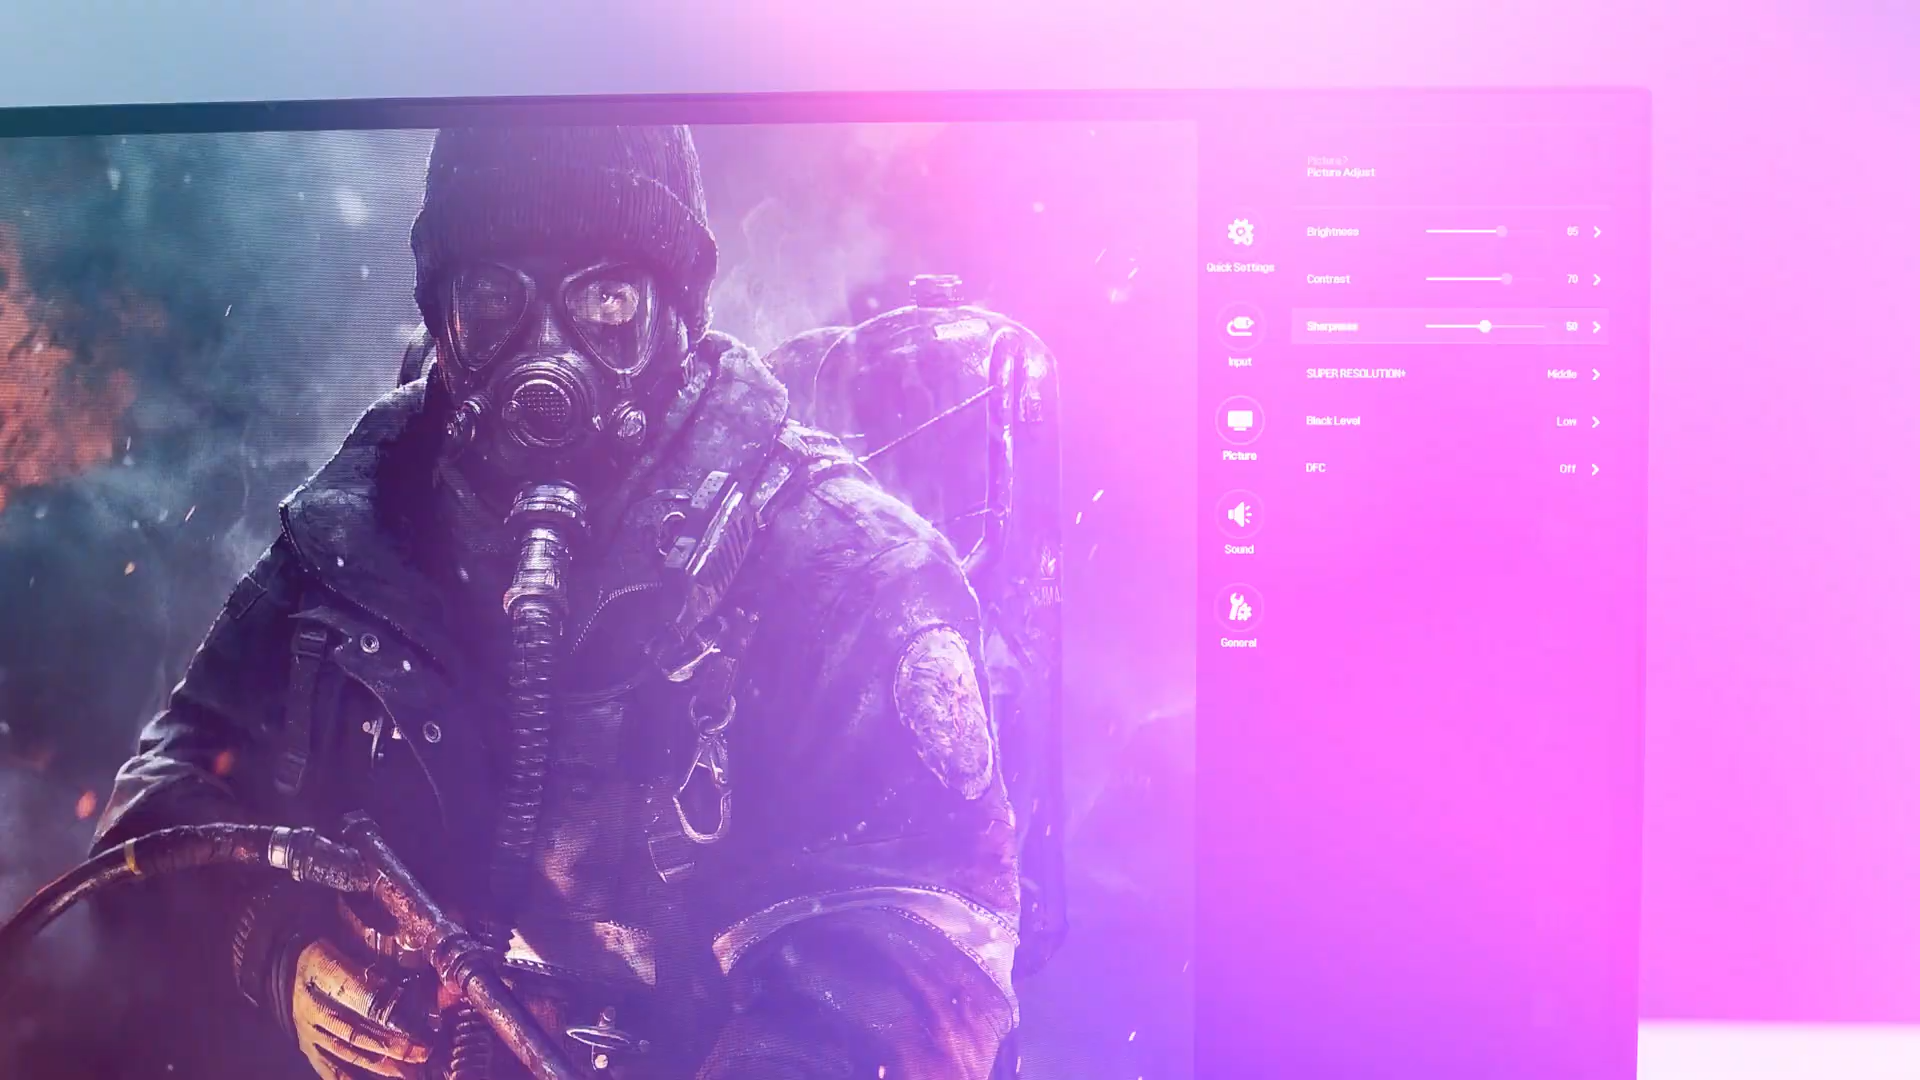 Picture>
Picture Adjust
Quick Settings
Input
Picture
Sound
General
Brightness
Contrast 70 >
Sharpness 50 >
SUPER RESOLUTION+ Middle >
Black Level Low >
DFC Off >